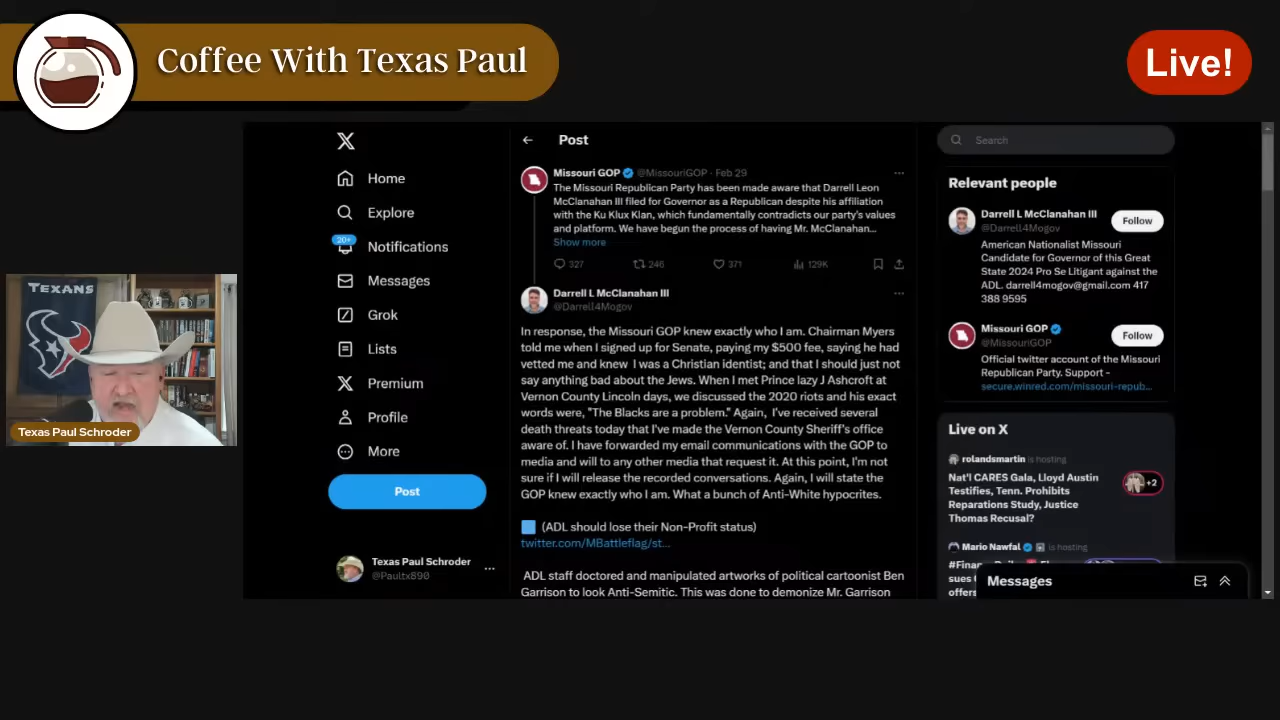 Coffee With Texas Paul
Live!
TEXANS
Texas Paul Schroder
Home
Explore
20+
Notifications
Messages
Grok
Lists
Premium
Profile
More
Post
Texas Paul Schroder
@Paultx890
Post
Missouri GOP @MissouriGOP · Feb 29
The Missouri Republican Party has been made aware that Darrell Leon
McClanahan III filed for Governor as a Republican despite his affiliation
with the Ku Klux Klan, which fundamentally contradicts our party's values
and platform. We have begun the process of having Mr. McClanahan...
Show more
327 246 371 129K
Darrell L McClanahan III
@Darrell4Mogov
In response, the Missouri GOP knew exactly who I am. Chairman Myers
told me when I signed up for Senate, paying my $500 fee, saying he had
vetted me and knew I was a Christian identist; and that I should just not
say anything bad about the Jews. When I met Prince lazy J Ashcroft at
Vernon County Lincoln days, we discussed the 2020 riots and his exact
words were, "The Blacks are a problem." Again, I've received several
death threats today that I've made the Vernon County Sheriff's office
aware of. I have forwarded my email communications with the GOP to
media and will to any other media that request it. At this point, I'm not
sure if I will release the recorded conversations. Again, I will state the
GOP knew exactly who I am. What a bunch of Anti-White hypocrites.
(ADL should lose their Non-Profit status)
twitter.com/MBattleflag/st...
ADL staff doctored and manipulated artworks of political cartoonist Ben
Garrison to look Anti-Semitic. This was done to demonize Mr. Garrison
Search
Relevant people
Darrell L McClanahan III
@Darrell4Mogov
Follow
American Nationalist Missouri
Candidate for Governor of this Great
State 2024 Pro Se Litigant against the
ADL. darrell4mogov@gmail.com 417
388 9595
Missouri GOP
@MissouriGOP
Follow
Official twitter account of the Missouri
Republican Party. Support -
secure.winred.com/missouri-repub...
Live on X
rolandsmartin is hosting
Nat'l CARES Gala, Lloyd Austin
Testifies, Tenn. Prohibits
Reparations Study, Justice
Thomas Recusal?
+2
Mario Nawfal is hosting
sues
offers
Messages